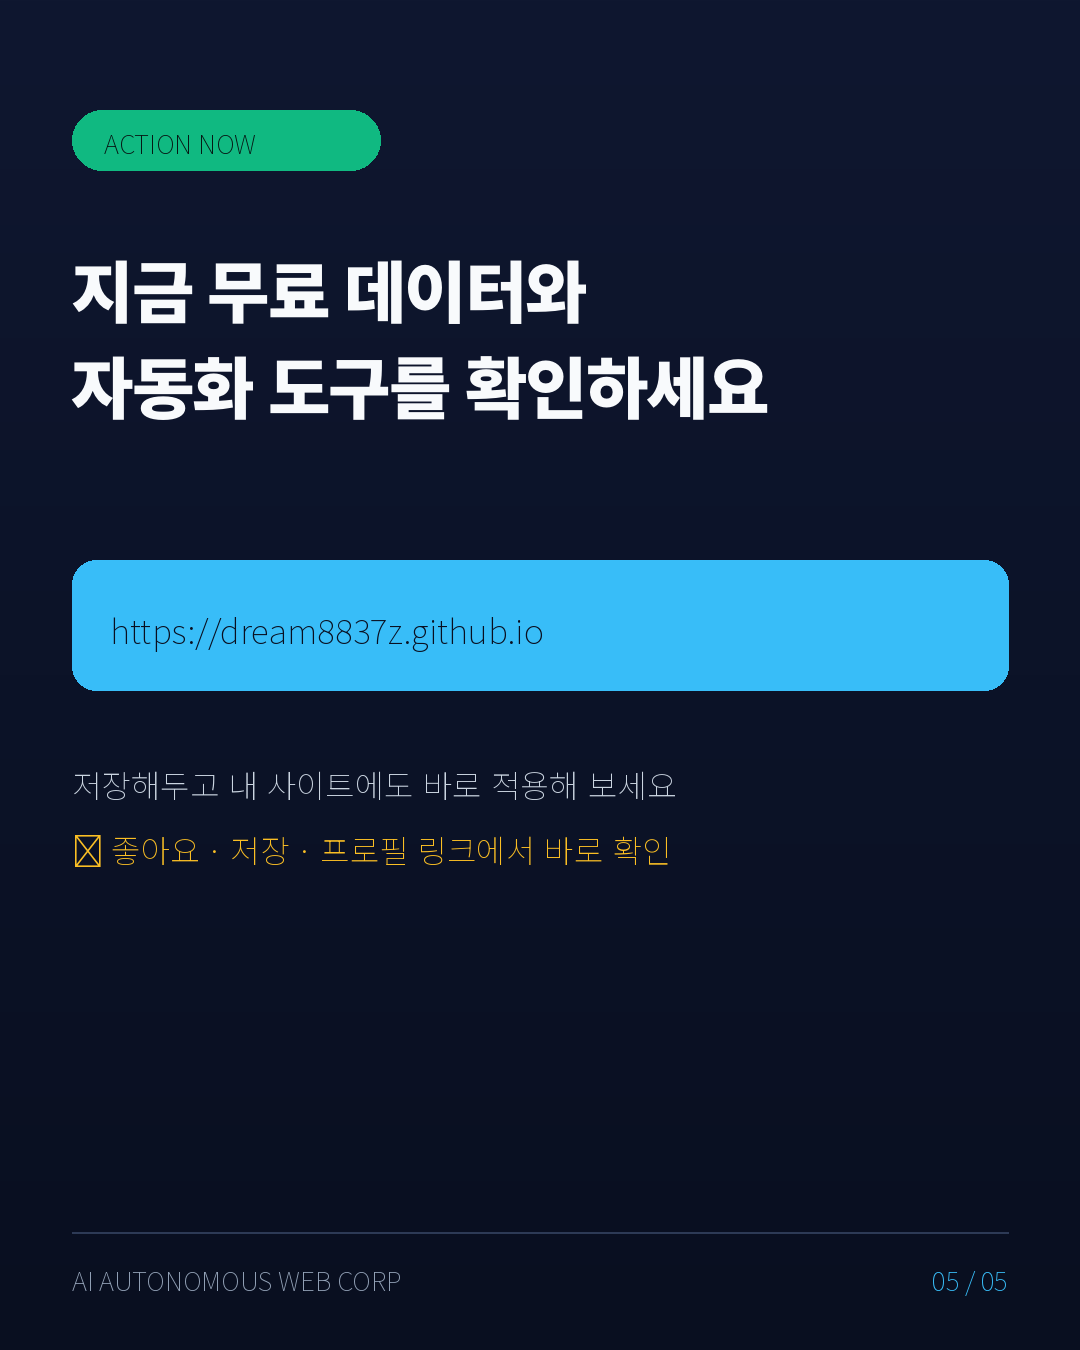 ACTION NOW
지금 무료 데이터와
자동화 도구를 확인하세요
https://dream8837z.github.io
저장해두고 내 사이트에도 바로 적용해 보세요
좋아요 · 저장 · 프로필 링크에서 바로 확인
AI AUTONOMOUS WEB CORP
05 / 05